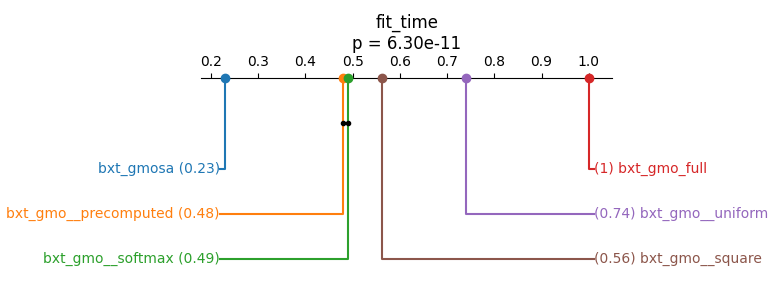 fit_time
p = 6.30e-11
0.2 0.3 0.4 0.5 0.6 0.7 0.8 0.9 1.0
bxt_gmosa (0.23) (1) bxt_gmo_full
bxt_gmo__precomputed (0.48) (0.74) bxt_gmo__uniform
bxt_gmo__softmax (0.49) (0.56) bxt_gmo__square